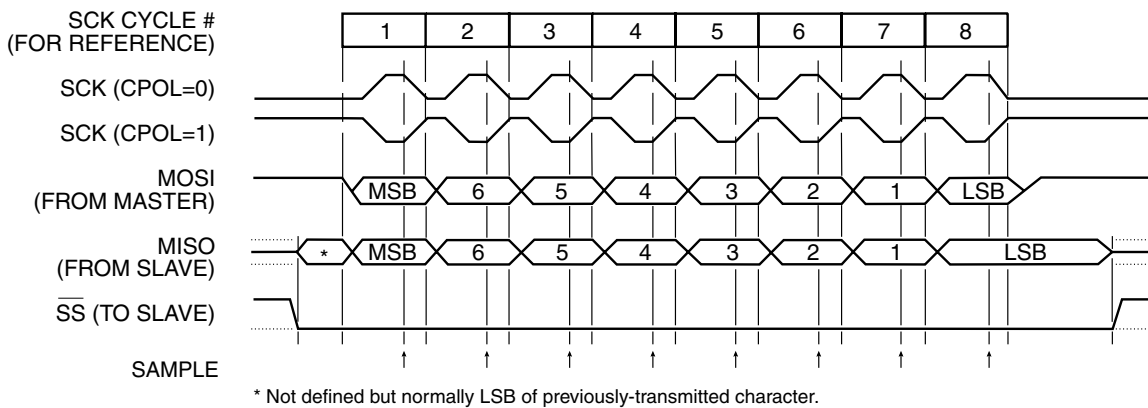 SCK CYCLE #
(FOR REFERENCE)
1 2 3 4 5 6 7 8
SCK (CPOL=0)
SCK (CPOL=1)
MOSI
(FROM MASTER)
MSB 6 5 4 3 2 1 LSB
MISO
(FROM SLAVE)
* MSB 6 5 4 3 2 1 LSB
SS (TO SLAVE)
SAMPLE
* Not defined but normally LSB of previously-transmitted character.